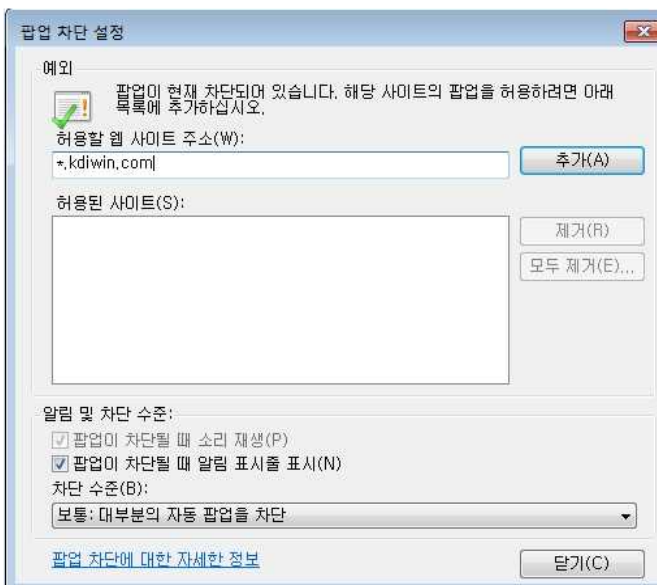 팝업 차단 설정
예외
팝업이 현재 차단되어 있습니다. 해당 사이트의 팝업을 허용하려면 아래
목록에 추가하십시오.
허용할 웹 사이트 주소(W):
*.kdiwin.com
추가(A)
허용된 사이트(S):
제거(R)
모두 제거(E)...
알림 및 차단 수준:
팝업이 차단될 때 소리 재생(P)
팝업이 차단될 때 알림 표시줄 표시(N)
차단 수준(B):
보통: 대부분의 자동 팝업을 차단
팝업 차단에 대한 자세한 정보
닫기(C)